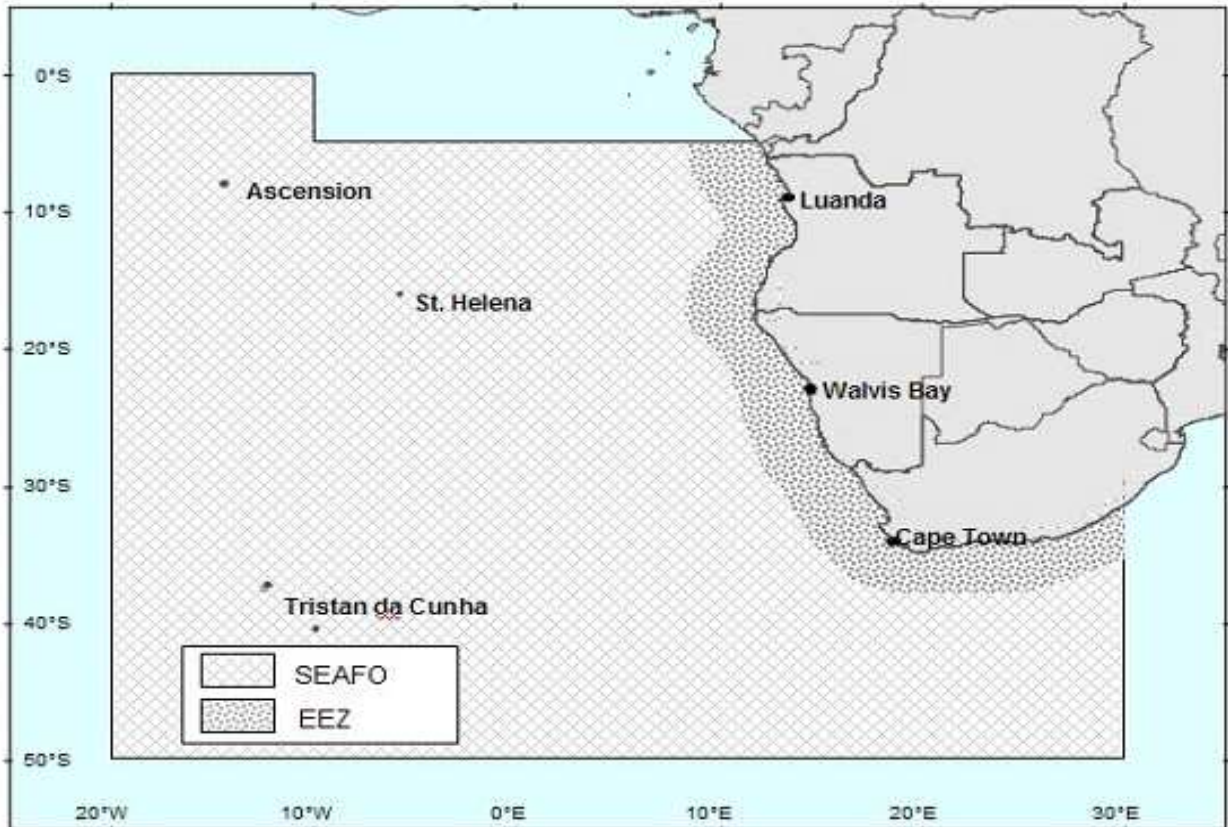 0°S
Ascension
Luanda
10°S
St. Helena
20°S
Walvis Bay
30°S
Cape Town
Tristan da Cunha
40°S
SEAFO
EEZ
50°S
20°W 10°W 0°E 10°E 20°E 30°E